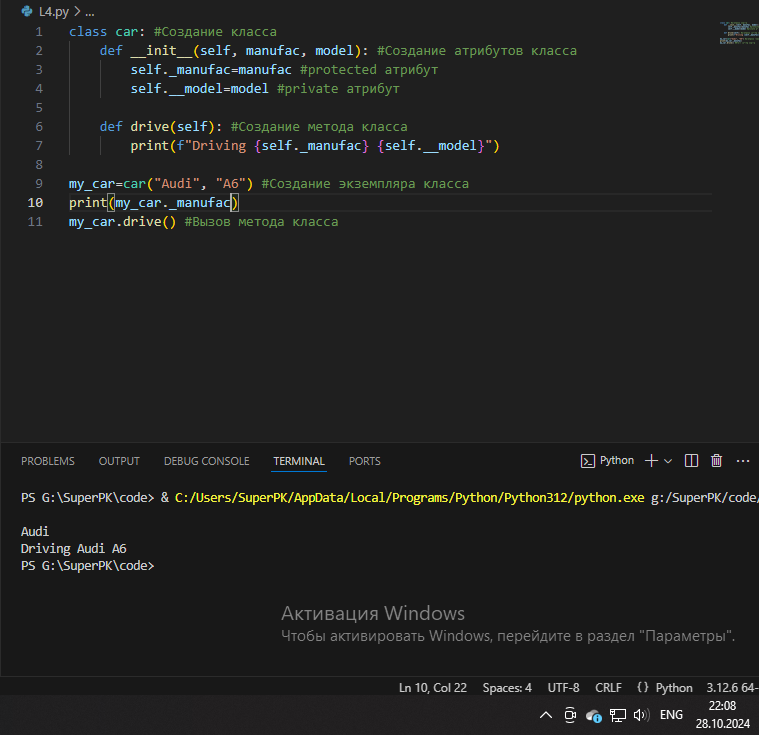 L4.py > ...
1 class car: #Создание класса
2     def __init__(self, manufac, model): #Создание атрибутов класса
3         self._manufac=manufac #protected атрибут
4         self.__model=model #private атрибут
5
6     def drive(self): #Создание метода класса
7         print(f"Driving {self._manufac} {self.__model}")
8
9 my_car=car("Audi", "A6") #Создание экземпляра класса
10 print(my_car._manufac)
11 my_car.drive() #Вызов метода класса
PROBLEMS OUTPUT DEBUG CONSOLE TERMINAL PORTS Python
PS G:\SuperPK\code> & C:/Users/SuperPK/AppData/Local/Programs/Python/Python312/python.exe g:/SuperPK/code/
Audi
Driving Audi A6
PS G:\SuperPK\code>
Активация Windows
Чтобы активировать Windows, перейдите в раздел "Параметры".
Ln 10, Col 22 Spaces: 4 UTF-8 CRLF {} Python 3.12.6 64-
ENG
22:08
28.10.2024